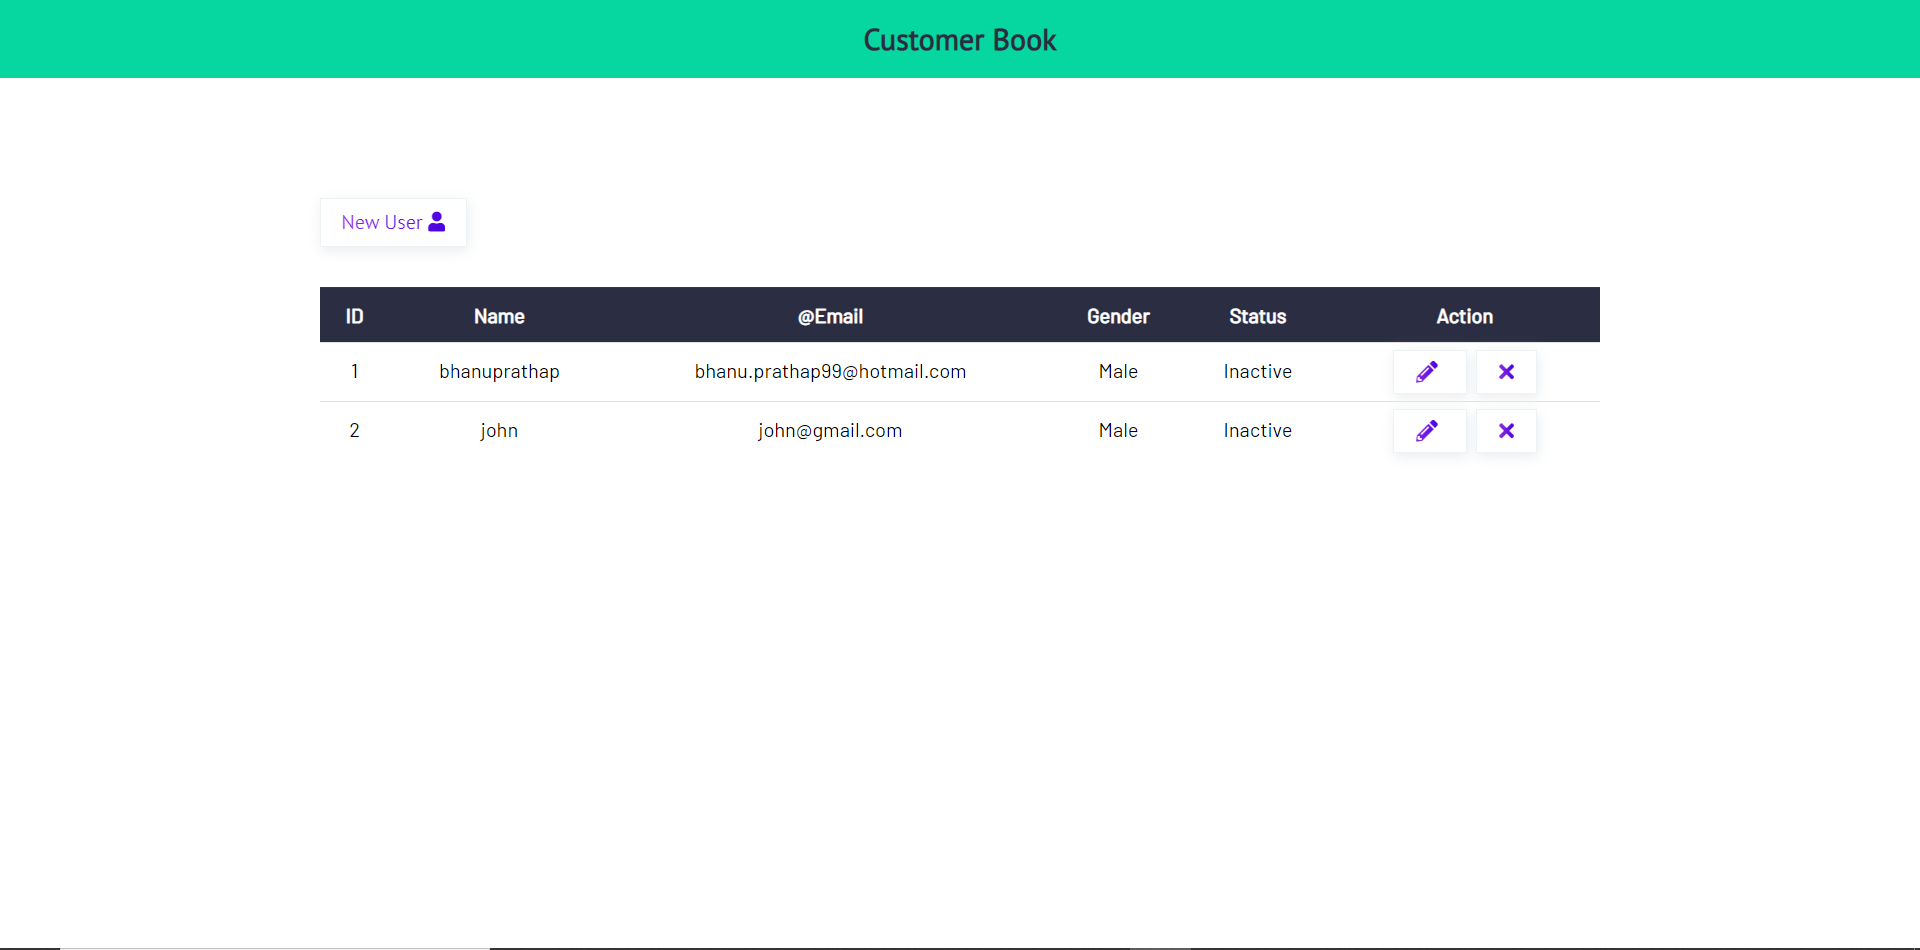 Customer Book
New User
ID Name @Email Gender Status Action
1 bhanuprathap bhanu.prathap99@hotmail.com Male Inactive
2 john john@gmail.com Male Inactive